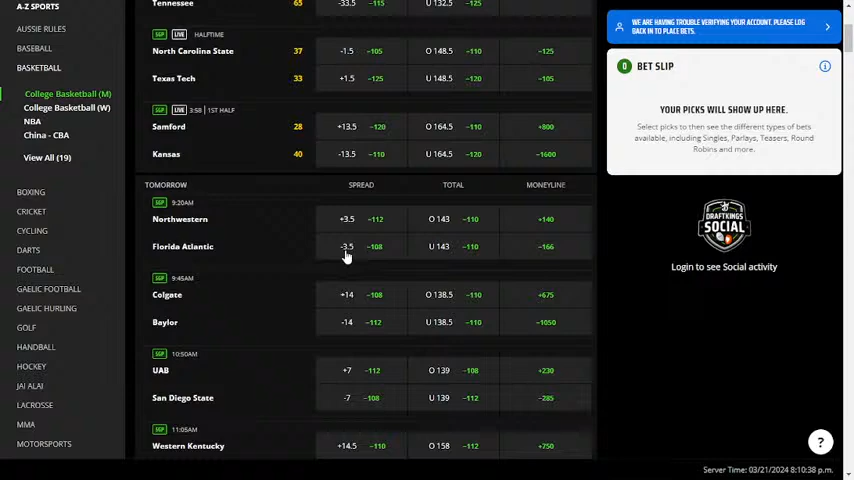 A-Z SPORTS
AUSSIE RULES
BASEBALL
BASKETBALL
College Basketball (M)
College Basketball (W)
NBA
China - CBA
View All (19)
BOXING
CRICKET
CYCLING
DARTS
FOOTBALL
GAELIC FOOTBALL
GAELIC HURLING
GOLF
HANDBALL
HOCKEY
JAI ALAI
LACROSSE
MMA
MOTORSPORTS
Tennessee 65 -33.5 −115 U 132.5 −125
SGP LIVE HALFTIME
North Carolina State 37 -1.5 −105 O 148.5 −110 −125
Texas Tech 33 +1.5 −125 U 148.5 −120 −105
SGP LIVE 3:58 | 1ST HALF
Samford 28 +13.5 −120 O 164.5 −110 +800
Kansas 40 -13.5 −110 U 164.5 −120 −1600
TOMORROW SPREAD TOTAL MONEYLINE
SGP 9:20AM
Northwestern +3.5 −112 O 143 −110 +140
Florida Atlantic -3.5 −108 U 143 −110 −166
SGP 9:45AM
Colgate +14 −108 O 138.5 −110 +675
Baylor -14 −112 U 138.5 −110 −1050
SGP 10:50AM
UAB +7 −112 O 139 −108 +230
San Diego State -7 −108 U 139 −112 −285
SGP 11:05AM
Western Kentucky +14.5 −110 O 158 −112 +750
WE ARE HAVING TROUBLE VERIFYING YOUR ACCOUNT, PLEASE LOG
BACK IN TO PLACE BETS.
0 BET SLIP
YOUR PICKS WILL SHOW UP HERE.
Select picks to then see the different types of bets
available, including Singles, Parlays, Teasers, Round
Robins and more.
DRAFTKINGS
SOCIAL
Login to see Social activity
?
Server Time: 03/21/2024 8:10:38 p.m.